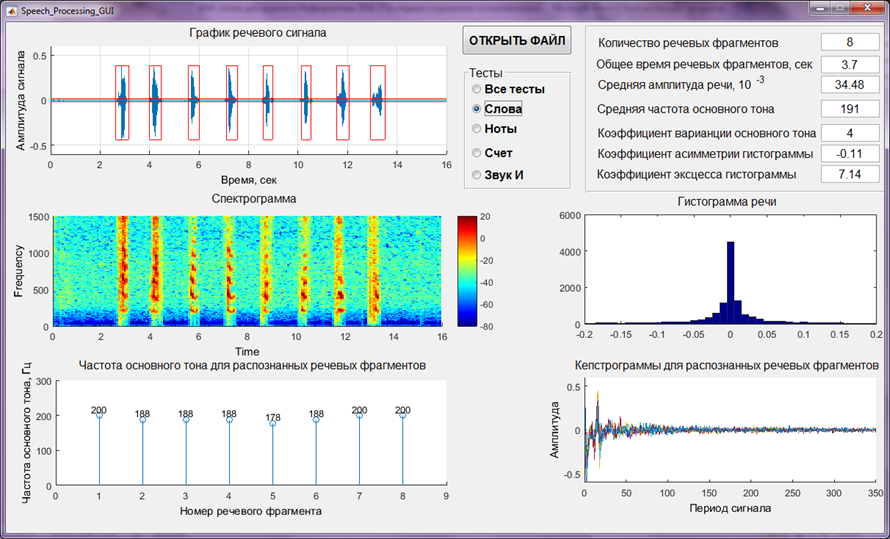 Speech_Processing_GUI
График речевого сигнала
Амплитуда сигнала
0.5
0
-0.5
0 2 4 6 8 10 12 14 16
Время, сек
ОТКРЫТЬ ФАЙЛ
Тесты
Все тесты
Слова
Ноты
Счет
Звук И
Количество речевых фрагментов 8
Общее время речевых фрагментов, сек 3.7
Средняя амплитуда речи, 10 -3 34.48
Средняя частота основного тона 191
Коэффициент вариации основного тона 4
Коэффициент асимметрии гистограммы -0.11
Коэффициент эксцесса гистограммы 7.14
Спектрограмма
Frequency
1500
1000
500
0
0 2 4 6 8 10 12 14 16
Time
20
0
-20
-40
-60
-80
Гистограмма речи
6000
4000
2000
0
-0.2 -0.15 -0.1 -0.05 0 0.05 0.1 0.15 0.2
Частота основного тона для распознанных речевых фрагментов
Частота основного тона, Гц
300
200
100
0
200 188 188 188 178 188 200 200
0 1 2 3 4 5 6 7 8 9
Номер речевого фрагмента
Кепстрограммы для распознанных речевых фрагментов
Амплитуда
0.5
0
-0.5
0 50 100 150 200 250 300 350
Период сигнала